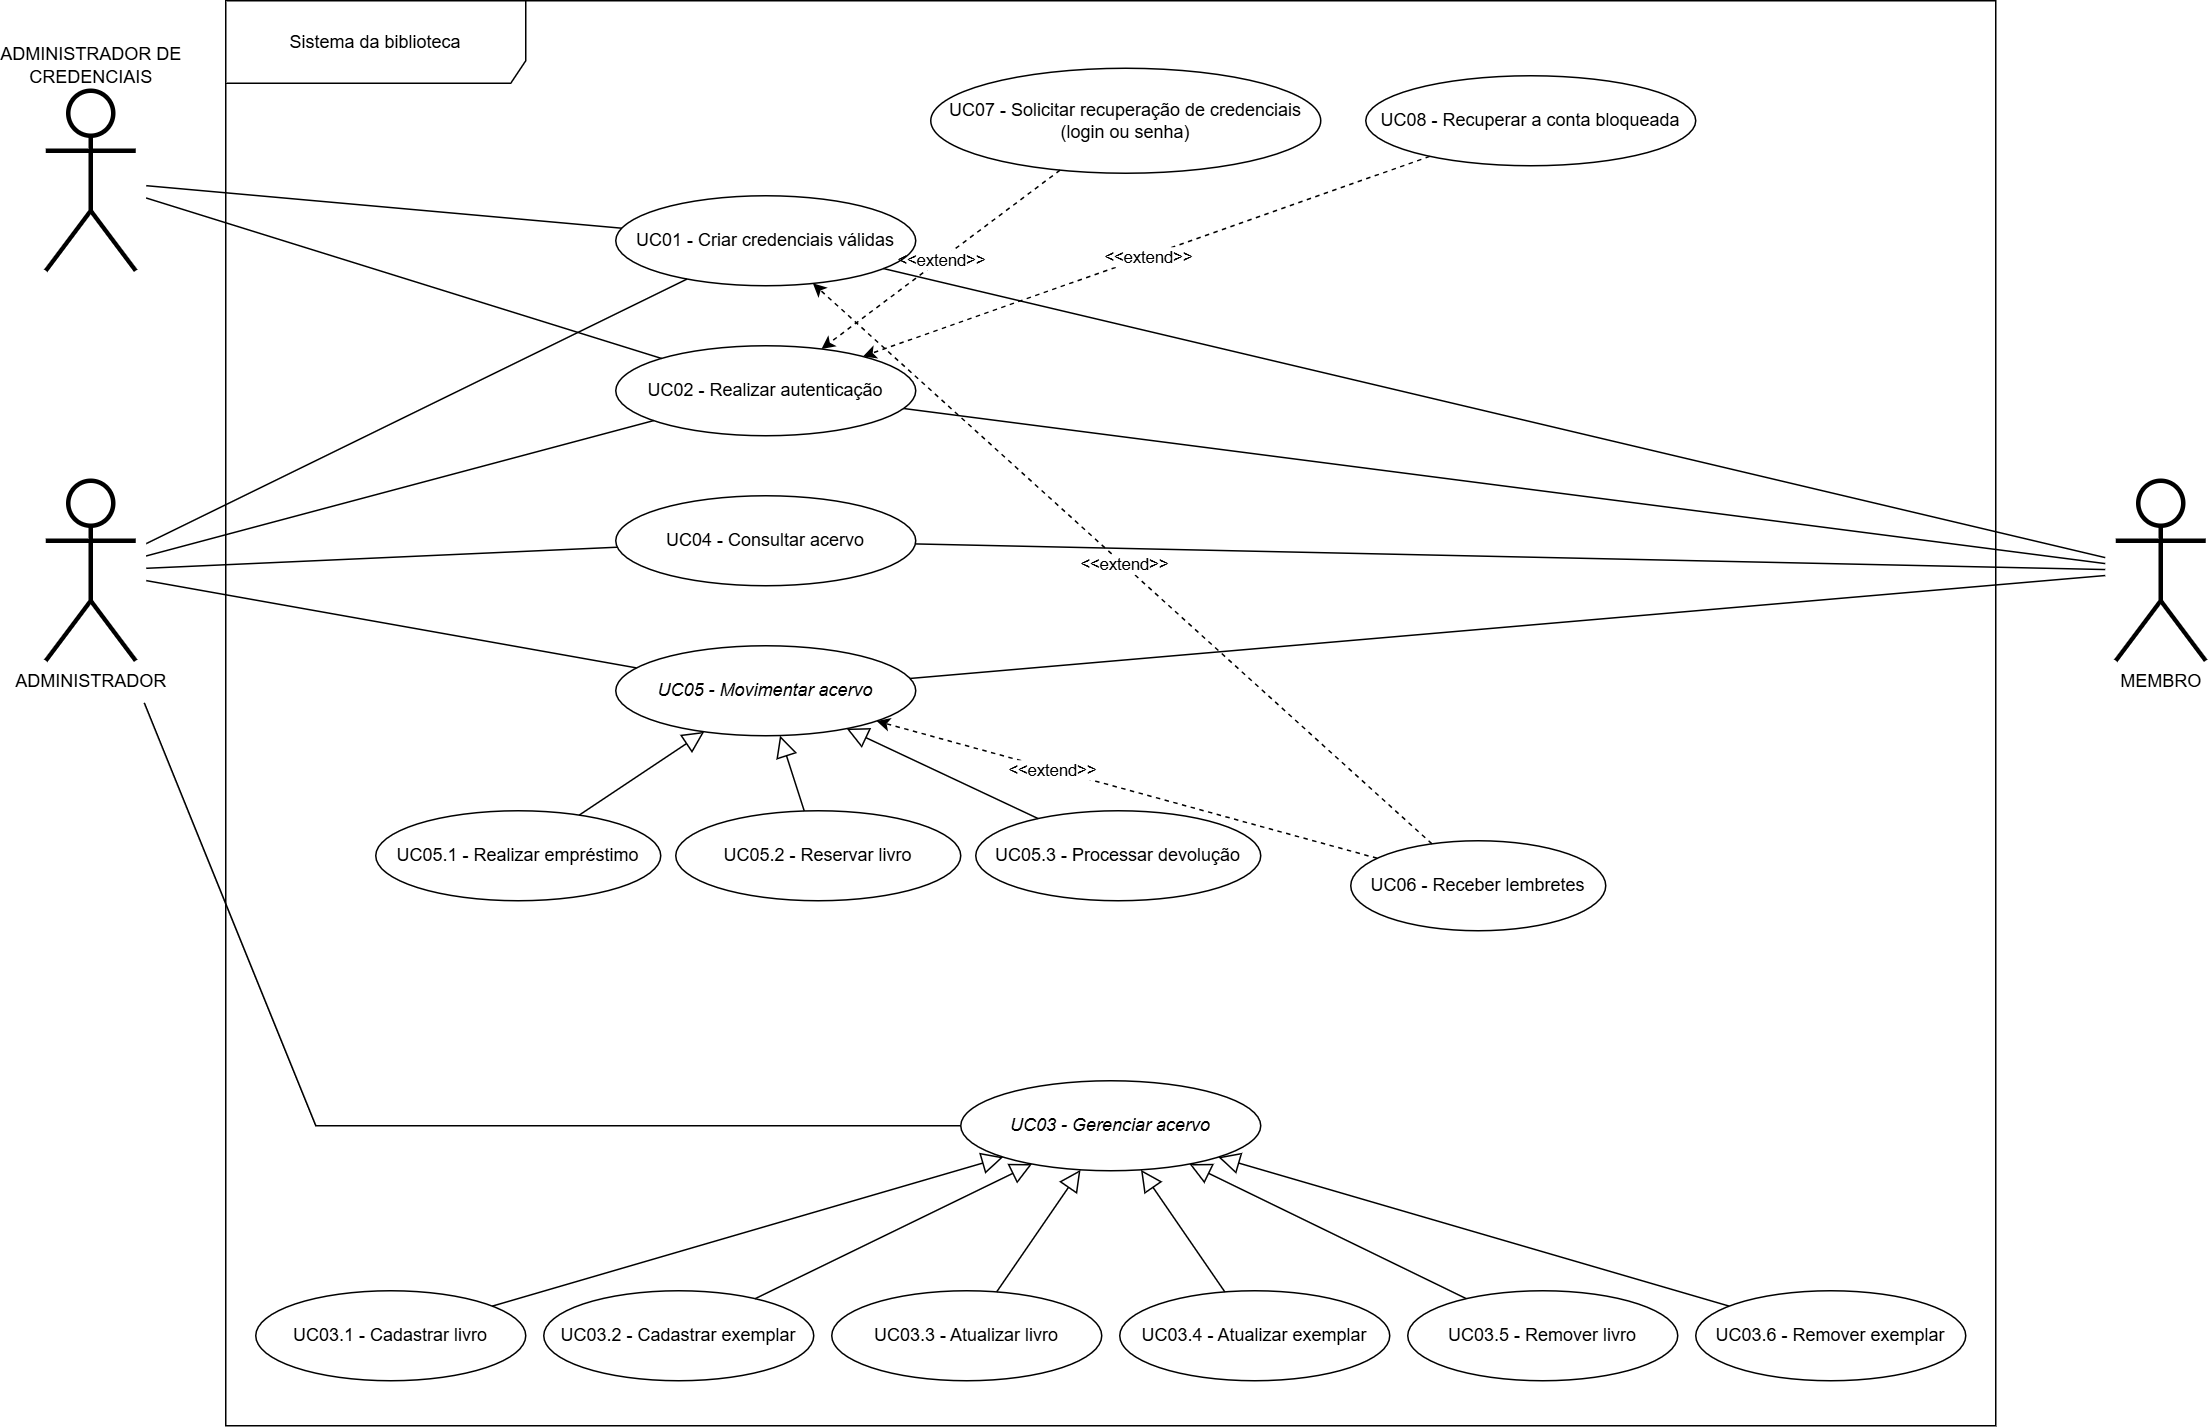 Sistema da biblioteca
ADMINISTRADOR DE
CREDENCIAIS
UC07 - Solicitar recuperação de credenciais
(login ou senha)
UC08 - Recuperar a conta bloqueada
UC01 - Criar credenciais válidas
<<extend>>
<<extend>>
UC02 - Realizar autenticação
UC04 - Consultar acervo
<<extend>>
ADMINISTRADOR
MEMBRO
UC05 - Movimentar acervo
<<extend>>
UC05.1 - Realizar empréstimo
UC05.2 - Reservar livro
UC05.3 - Processar devolução
UC06 - Receber lembretes
UC03 - Gerenciar acervo
UC03.1 - Cadastrar livro
UC03.2 - Cadastrar exemplar
UC03.3 - Atualizar livro
UC03.4 - Atualizar exemplar
UC03.5 - Remover livro
UC03.6 - Remover exemplar